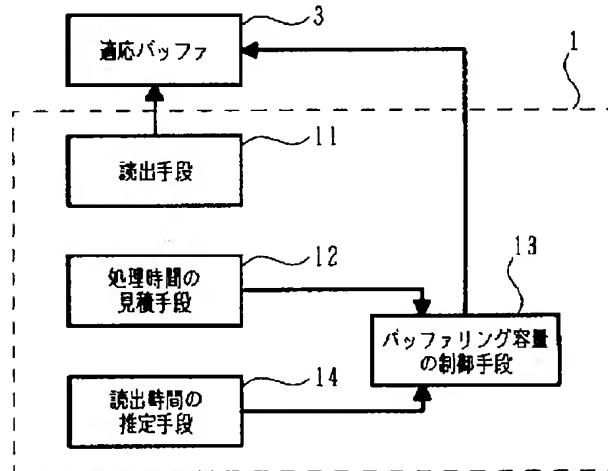 3
適応バッファ
1
11
読出手段
12
処理時間の
見積手段
13
バッファリング容量
の制御手段
14
読出時間の
推定手段